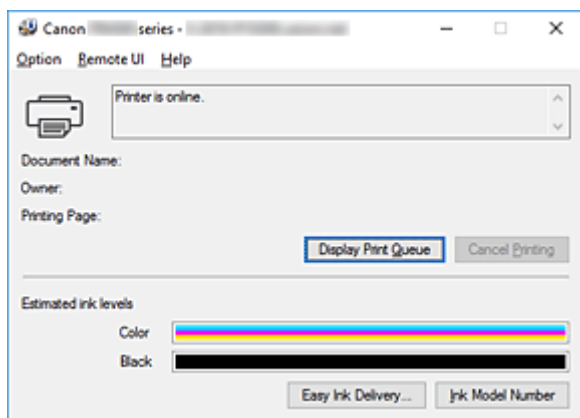 Canon series -
Option Remote UI Help
Printer is online.
Document Name:
Owner:
Printing Page:
Display Print Queue Cancel Printing
Estimated ink levels
Color
Black
Easy Ink Delivery... Ink Model Number